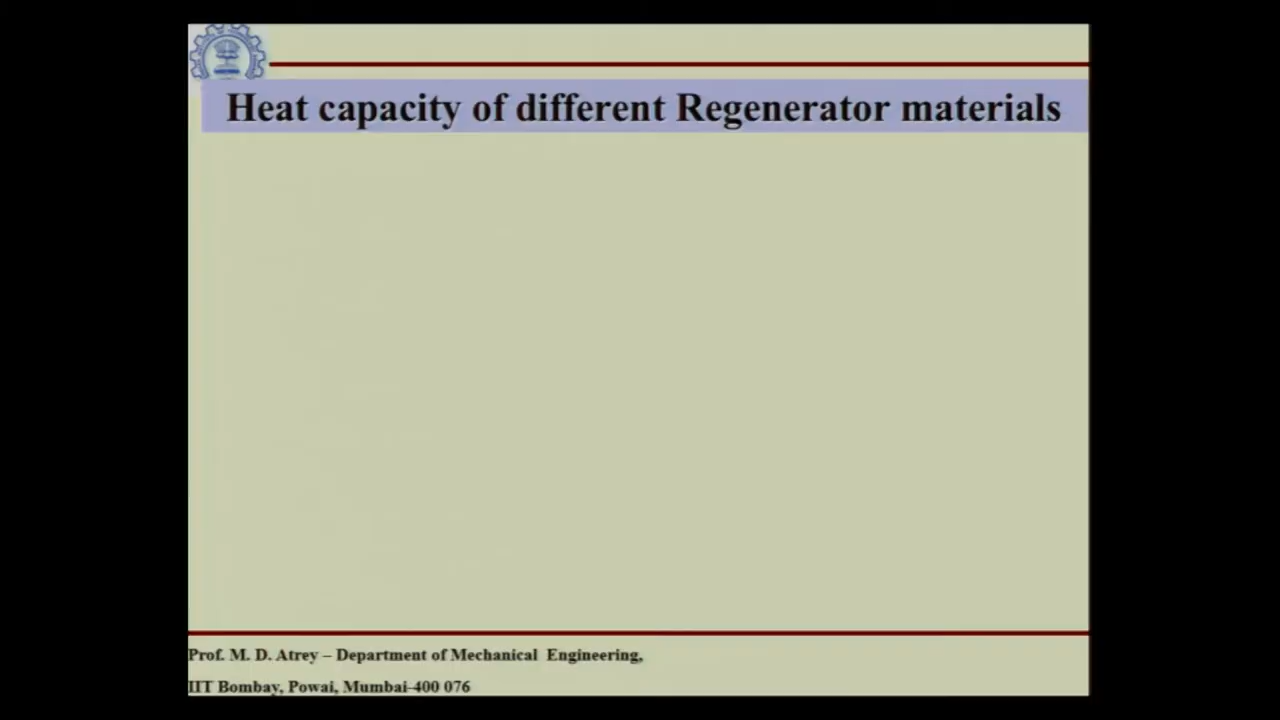 Heat capacity of different Regenerator materials
Prof. M. D. Atrey – Department of Mechanical Engineering,
IIT Bombay, Powai, Mumbai-400 076